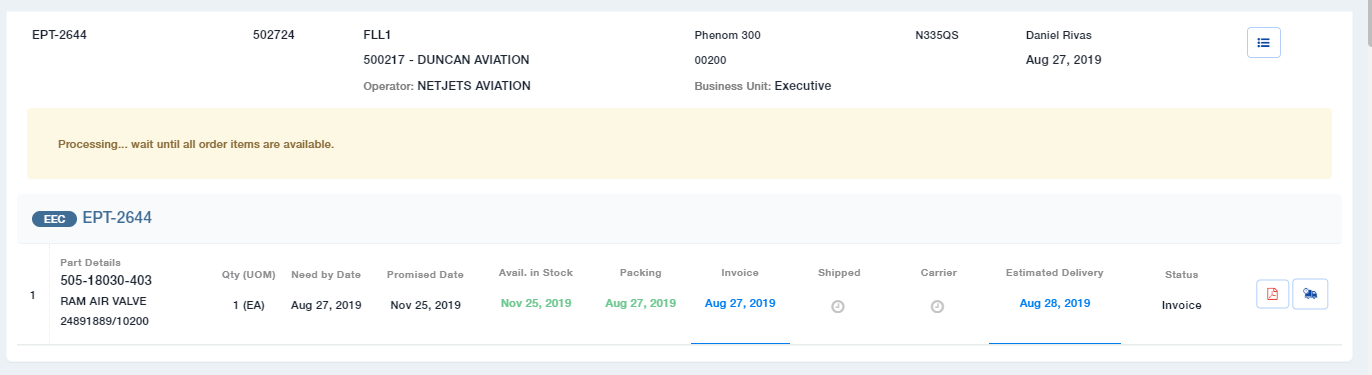 EPT-2644 502724 FLL1 Phenom 300 N335QS Daniel Rivas
500217 - DUNCAN AVIATION 00200 Aug 27, 2019
Operator: NETJETS AVIATION Business Unit: Executive
Processing... wait until all order items are available.
EEC EPT-2644
Part Details Qty (UOM) Need by Date Promised Date Avail. in Stock Packing Invoice Shipped Carrier Estimated Delivery Status
505-18030-403
1 RAM AIR VALVE 1 (EA) Aug 27, 2019 Nov 25, 2019 Nov 25, 2019 Aug 27, 2019 Aug 27, 2019 Aug 28, 2019 Invoice
24891889/10200